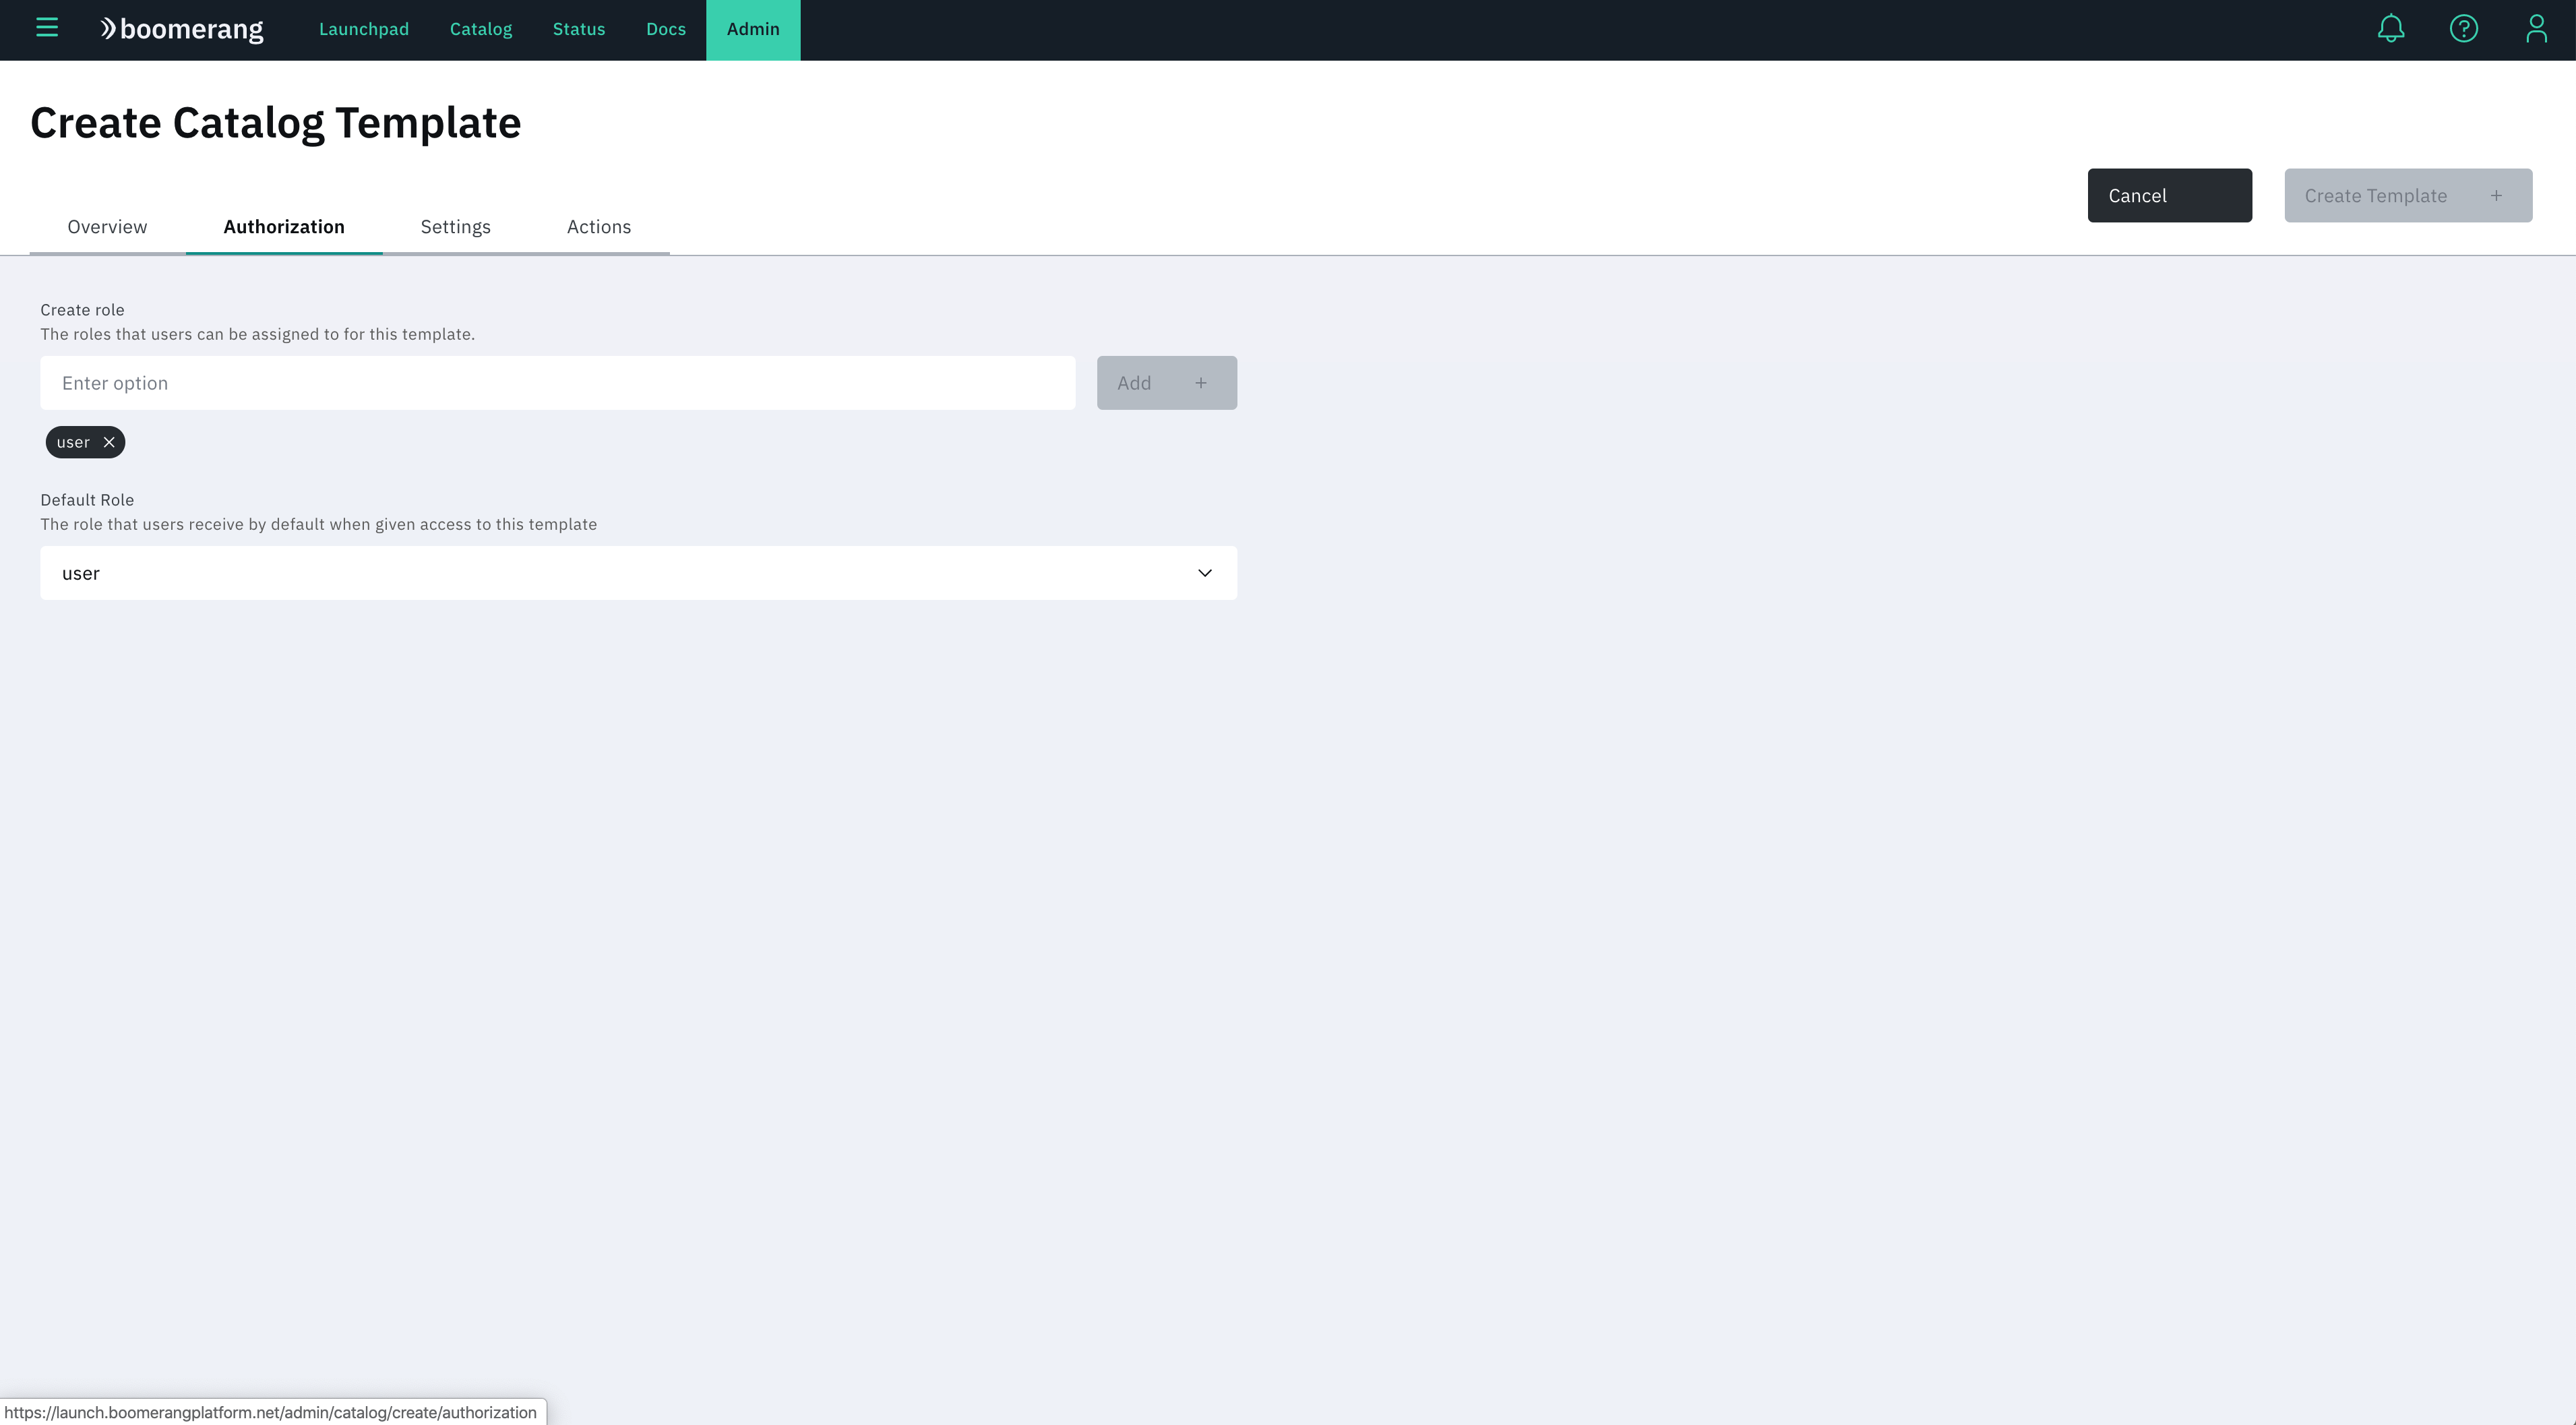 boomerang Launchpad Catalog Status Docs Admin
Create Catalog Template
Cancel Create Template +
Overview Authorization Settings Actions
Create role
The roles that users can be assigned to for this template.
Enter option Add +
user
Default Role
The role that users receive by default when given access to this template
user
https://launch.boomerangplatform.net/admin/catalog/create/authorization